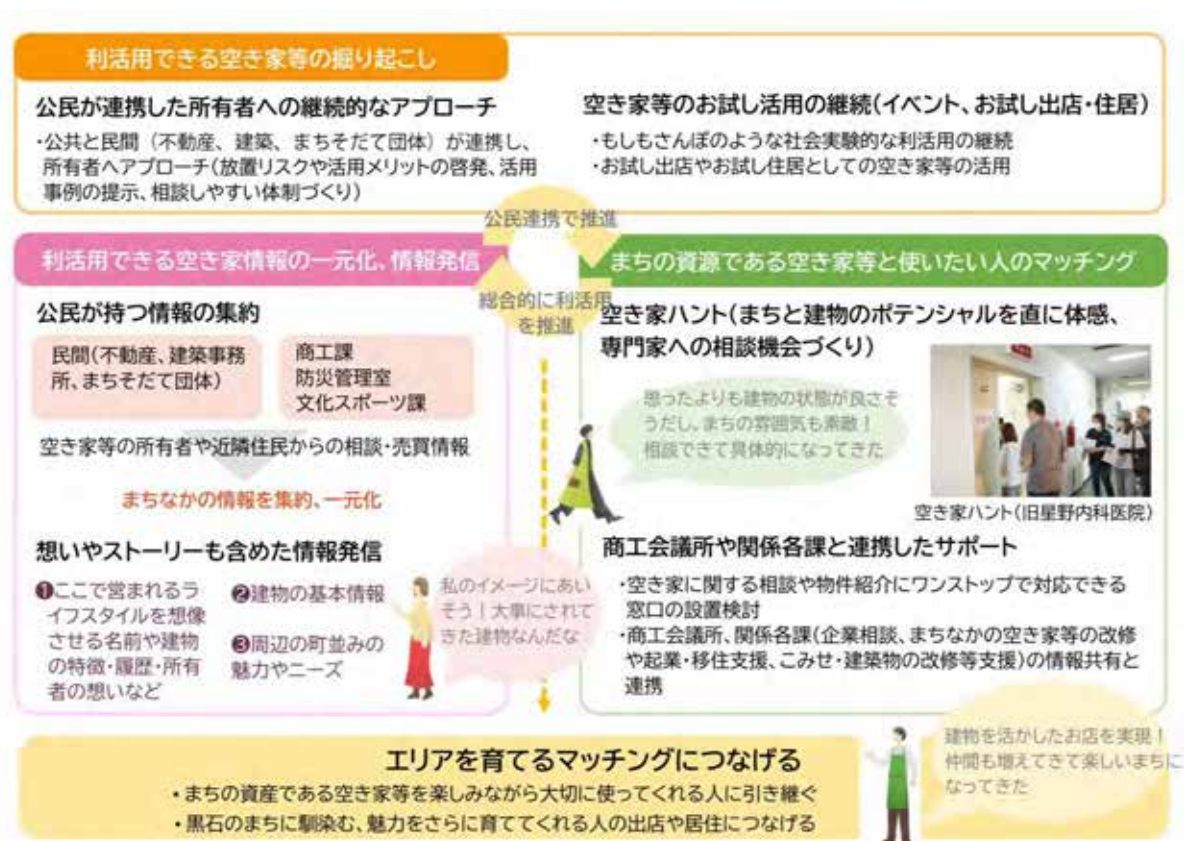 利活用できる空き家等の掘り起こし
公民が連携した所有者への継続的なアプローチ
・公共と民間（不動産、建築、まちそだて団体）が連携し、
所有者へアプローチ（放置リスクや活用メリットの啓発、活用
事例の提示、相談しやすい体制づくり）
空き家等のお試し活用の継続（イベント、お試し出店・住居）
・もしもさんぽのような社会実験的な利活用の継続
・お試し出店やお試し住居としての空き家等の活用
公民連携で推進
総合的に利活用
を推進
利活用できる空き家情報の一元化、情報発信
公民が持つ情報の集約
民間（不動産、建築事務
所、まちそだて団体）
商工課
防災管理室
文化スポーツ課
空き家等の所有者や近隣住民からの相談・売買情報
まちなかの情報を集約、一元化
想いやストーリーも含めた情報発信
❶ここで営まれるラ
イフスタイルを想像
させる名前や建物
の特徴・履歴・所有
者の想いなど
❷建物の基本情報
❸周辺の町並みの
魅力やニーズ
私のイメージにあい
そう！大事にされて
きた建物なんだな
まちの資源である空き家等と使いたい人のマッチング
空き家ハント（まちと建物のポテンシャルを直に体感、
専門家への相談機会づくり）
思ったよりも建物の状態が良さそ
うだし、まちの雰囲気も素敵！
相談できて具体的になってきた
空き家ハント（旧星野内科医院）
商工会議所や関係各課と連携したサポート
・空き家に関する相談や物件紹介にワンストップで対応できる
窓口の設置検討
・商工会議所、関係各課（企業相談、まちなかの空き家等の改修
や起業・移住支援、こみせ・建築物の改修等支援）の情報共有と
連携
エリアを育てるマッチングにつなげる
・まちの資産である空き家等を楽しみながら大切に使ってくれる人に引き継ぐ
・黒石のまちに馴染む、魅力をさらに育ててくれる人の出店や居住につなげる
建物を活かしたお店を実現！
仲間も増えてきて楽しいまちに
なってきた